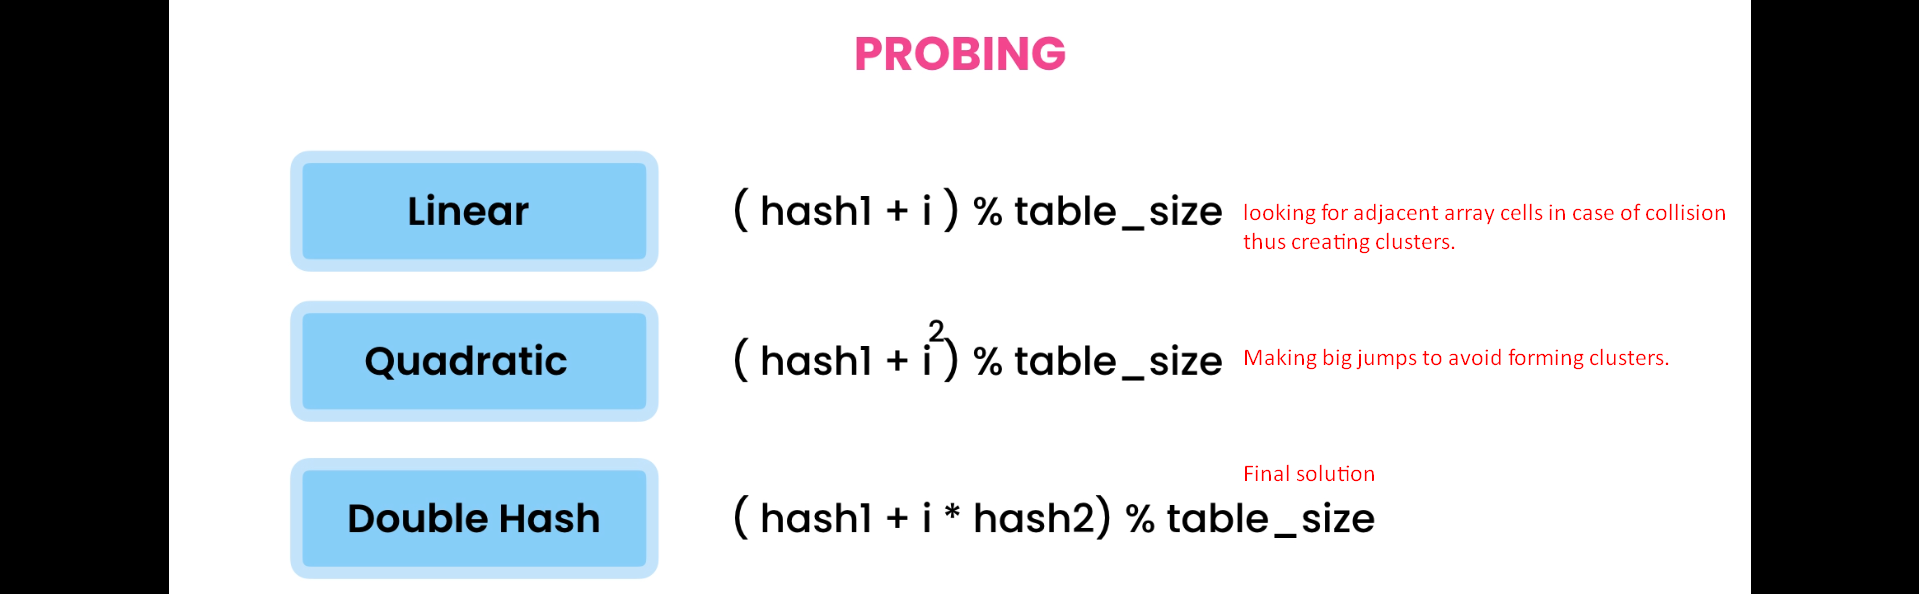 PROBING
Linear
( hash1 + i ) % table_size
looking for adjacent array cells in case of collision
thus creating clusters.
Quadratic
( hash1 + i²) % table_size
Making big jumps to avoid forming clusters.
Final solution
Double Hash
( hash1 + i * hash2) % table_size